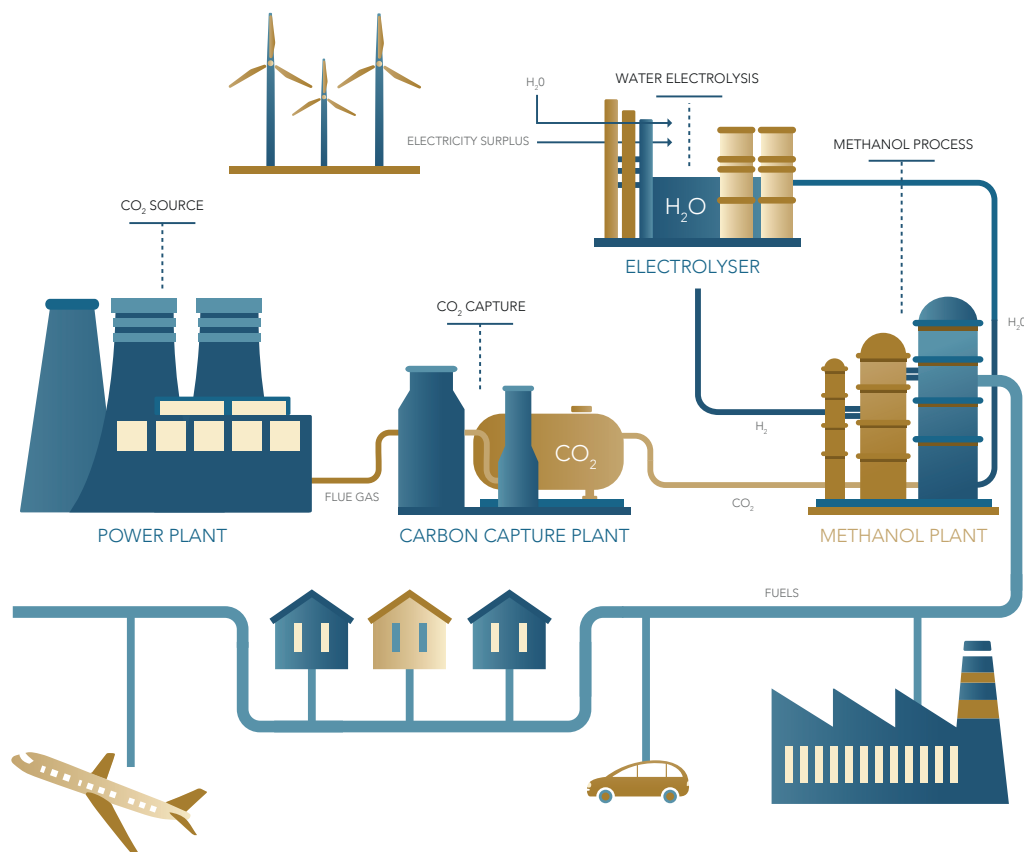 WATER ELECTROLYSIS
H₂0
ELECTRICITY SURPLUS
METHANOL PROCESS
CO₂ SOURCE
H₂O
ELECTROLYSER
CO₂ CAPTURE
H₂0
H₂
CO₂
FLUE GAS
CO₂
POWER PLANT
CARBON CAPTURE PLANT
METHANOL PLANT
FUELS